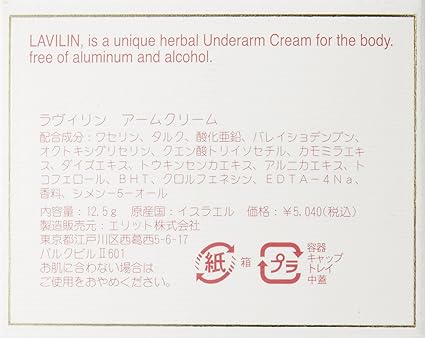 LAVILIN, is a unique herbal Underarm Cream for the body.
free of aluminum and alcohol.
ラヴィリン　アームクリーム
配合成分：ワセリン、タルク、酸化亜鉛、バレイショデンプン、
オクトキシグリセリン、クエン酸トリイソセチル、カモミラエキ
ス、ダイズエキス、トウキンセンカエキス、アルニカエキス、ト
コフェロール、ＢＨＴ、クロルフェネシン、ＥＤＴＡ－４Ｎａ、
香料、シメン－５－オール
内容量：12.5g　原産国：イスラエル　価格：￥5,040(税込)
製造販売元：エリット株式会社
東京都江戸川区西葛西5-6-17
パルクビルⅡ601
お肌に合わない場合は
ご使用をおやめください。
紙 箱
プラ 容器
キャップ
トレイ
中蓋